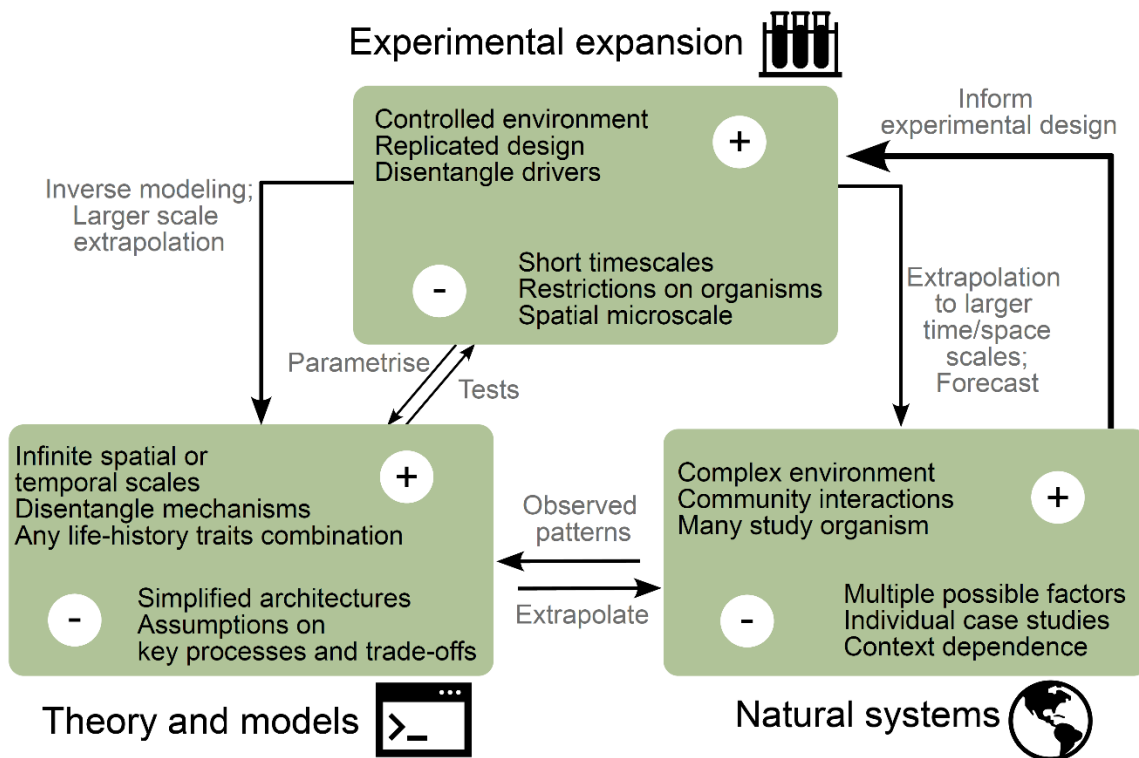 Experimental expansion
Controlled environment
Replicated design
Disentangle drivers
+
-
Short timescales
Restrictions on organisms
Spatial microscale
Inform
experimental design
Inverse modeling;
Larger scale
extrapolation
Extrapolation
to larger
time/space
scales;
Forecast
Parametrise
Tests
Infinite spatial or
temporal scales
Disentangle mechanisms
Any life-history traits combination
+
-
Simplified architectures
Assumptions on
key processes and trade-offs
Observed
patterns
Extrapolate
Complex environment
Community interactions
Many study organism
+
-
Multiple possible factors
Individual case studies
Context dependence
Theory and models
>_
Natural systems